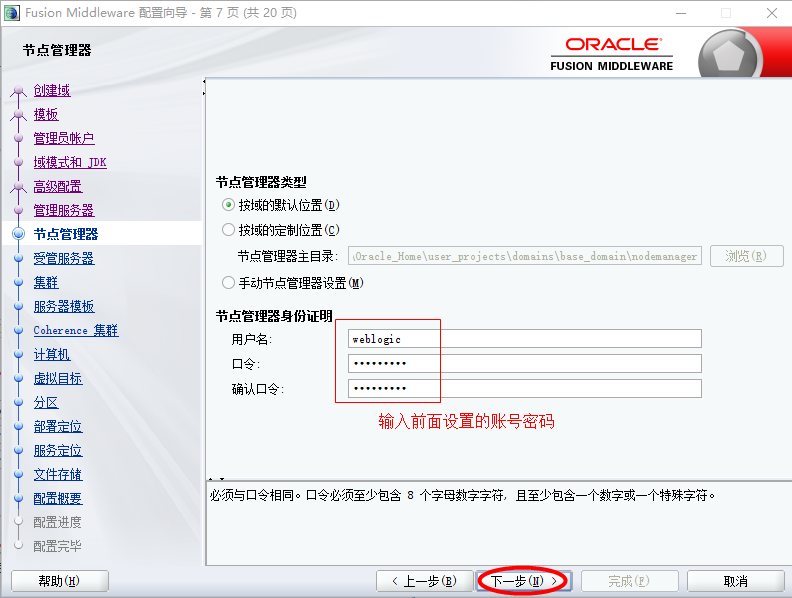 Fusion Middleware 配置向导 - 第 7 页 (共 20 页)
节点管理器
ORACLE
FUSION MIDDLEWARE
创建域
模板
管理员帐户
域模式和 JDK
高级配置
管理服务器
节点管理器
受管服务器
集群
服务器模板
Coherence 集群
计算机
虚拟目标
分区
部署定位
服务定位
文件存储
配置概要
配置进度
配置完毕
节点管理器类型
按域的默认位置(D)
按域的定制位置(C)
节点管理器主目录: \Oracle_Home\user_projects\domains\base_domain\nodemanager 浏览(R)
手动节点管理器设置(M)
节点管理器身份证明
用户名: weblogic
口令: •••••••••
确认口令: •••••••••
输入前面设置的账号密码
必须与口令相同。口令必须至少包含 8 个字母数字字符, 且至少包含一个数字或一个特殊字符。
帮助(H) < 上一步(B) 下一步(N) > 完成(F) 取消